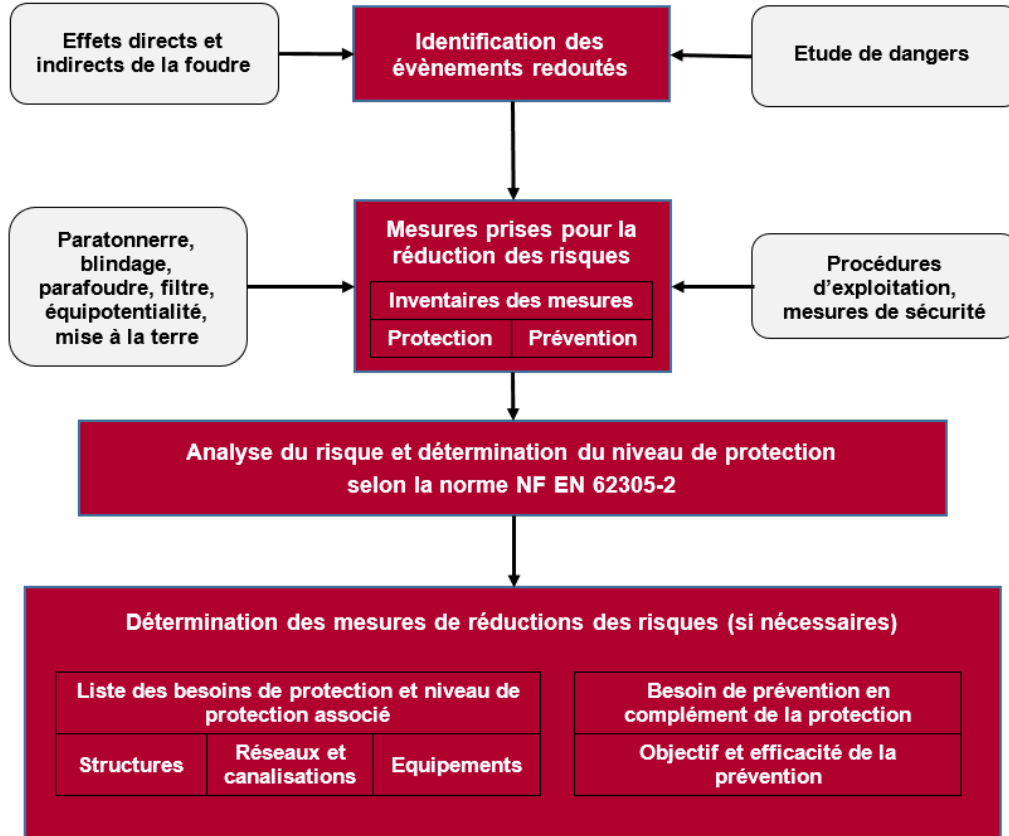 Effets directs et
indirects de la foudre
Identification des
évènements redoutés
Etude de dangers
Paratonnerre,
blindage,
parafoudre, filtre,
équipotentialité,
mise à la terre
Mesures prises pour la
réduction des risques
Inventaires des mesures
Protection
Prévention
Procédures
d'exploitation,
mesures de sécurité
Analyse du risque et détermination du niveau de protection
selon la norme NF EN 62305-2
Détermination des mesures de réductions des risques (si nécessaires)
Liste des besoins de protection et niveau de
protection associé
Structures
Réseaux et
canalisations
Equipements
Besoin de prévention en
complément de la protection
Objectif et efficacité de la
prévention